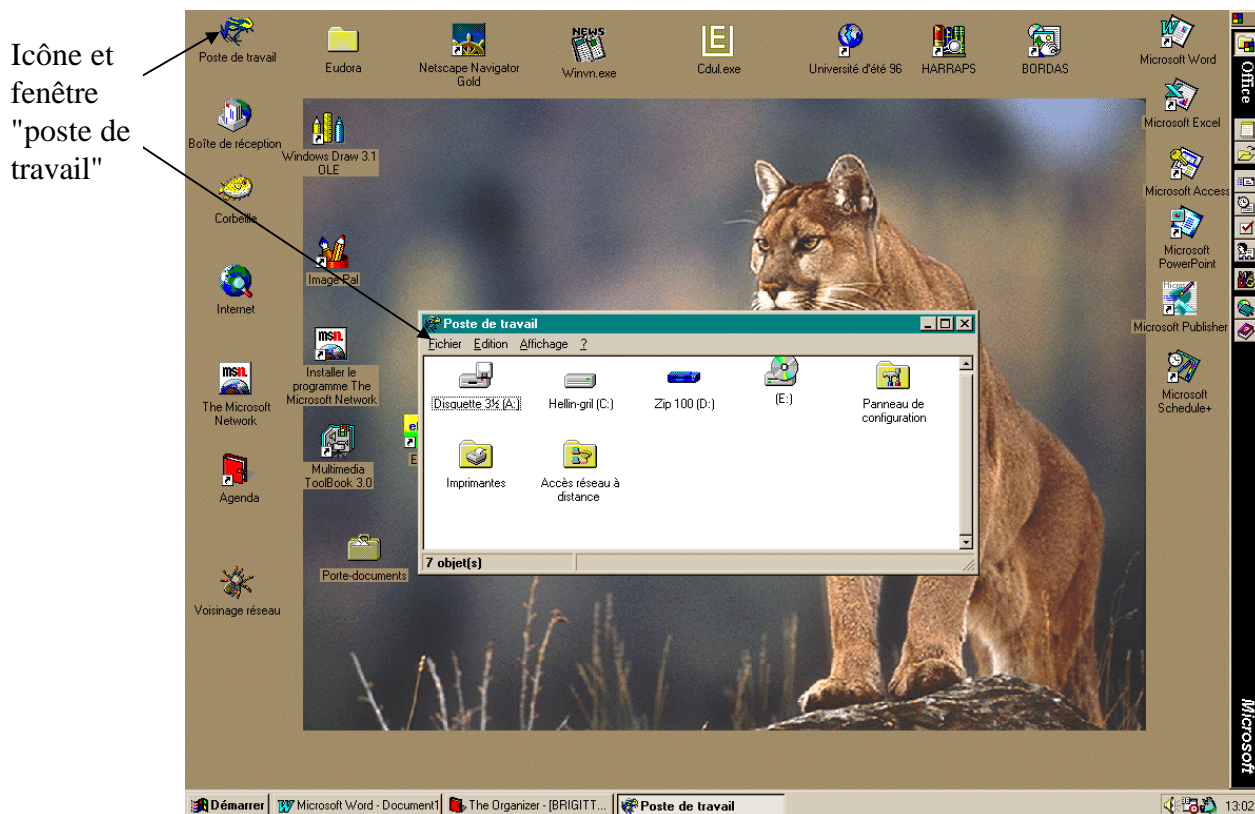 Icône et
fenêtre
"poste de
travail"
Poste de travail
Eudora
Netscape Navigator
Gold
NEWS
Winvn.exe
E
Cdul.exe
Université d'été 96
HARRAPS
BORDAS
Microsoft Word
Office
Boîte de réception
Windows Draw 3.1
OLE
Microsoft Excel
Corbeille
Microsoft Access
Image Pal
Microsoft
PowerPoint
Internet
msn.
Installer le
programme The
Microsoft Network
Microsoft Publisher
msn.
The Microsoft
Network
Multimedia
ToolBook 3.0
Microsoft
Schedule+
Agenda
Porte-documents
Voisinage réseau
Poste de travail
Fichier Edition Affichage ?
Disquette 3½ (A:)
Hellin-gril (C:)
Zip 100 (D:)
(E:)
Panneau de
configuration
Imprimantes
Accès réseau à
distance
7 objet(s)
Microsoft
Démarrer
Microsoft Word - Document1
The Organizer - [BRIGITT...
Poste de travail
13:02